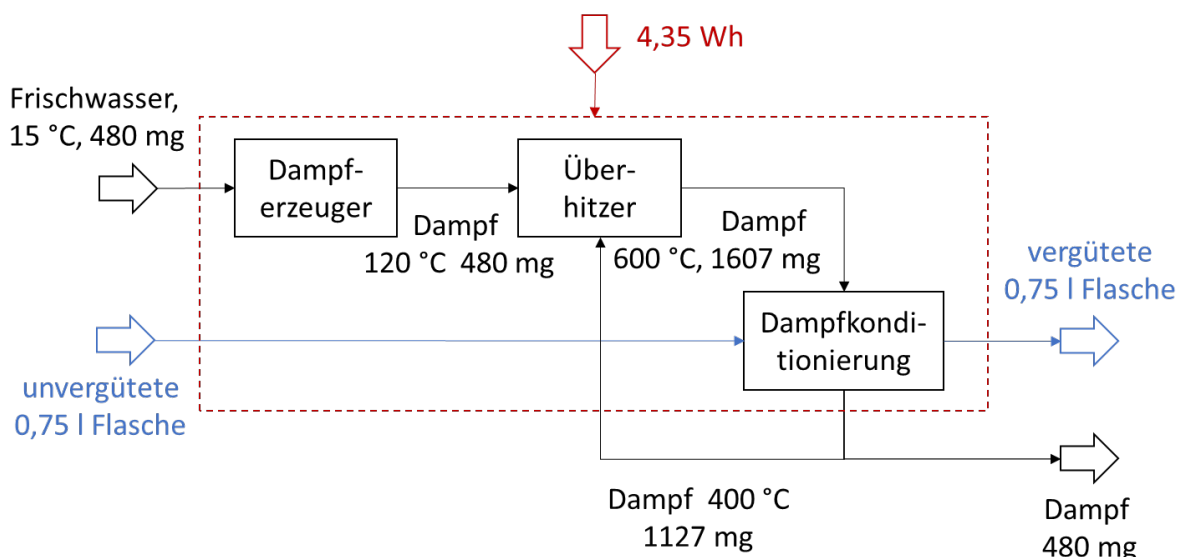 4,35 Wh
Frischwasser,
15 °C, 480 mg
Dampf-
erzeuger
Über-
hitzer
Dampf
120 °C  480 mg
Dampf
600 °C, 1607 mg
vergütete
0,75 l Flasche
Dampfkondi-
tionierung
unvergütete
0,75 l Flasche
Dampf  400 °C
1127 mg
Dampf
480 mg